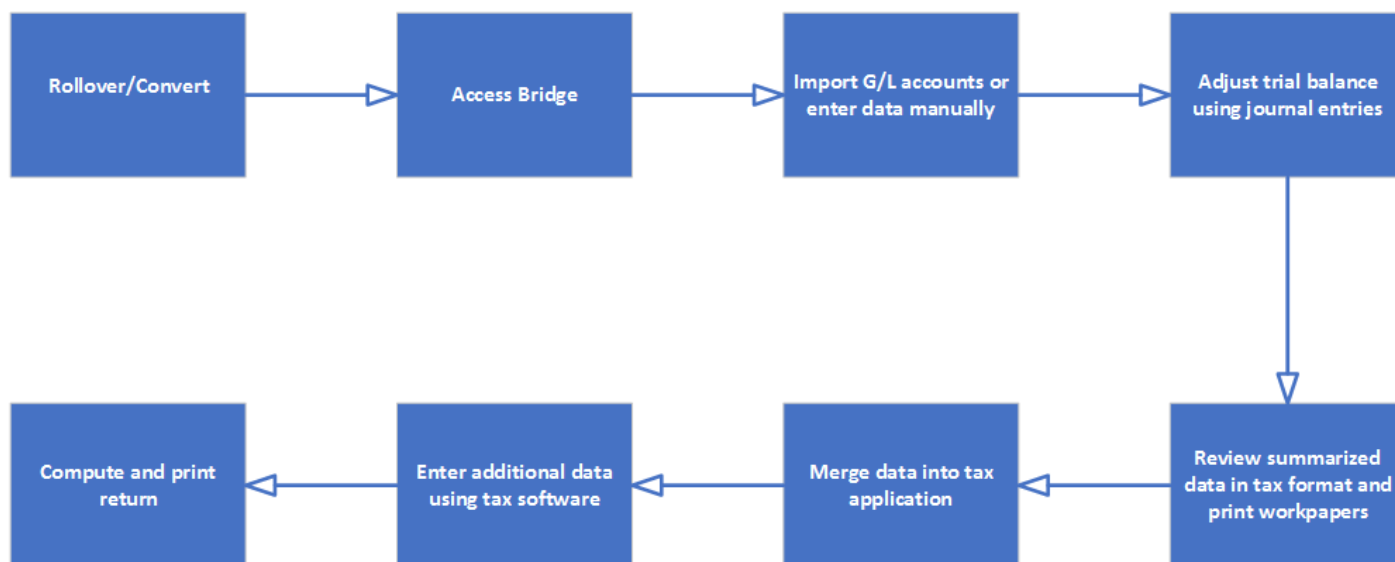 Rollover/Convert
Access Bridge
Import G/L accounts or
enter data manually
Adjust trial balance
using journal entries
Review summarized
data in tax format and
print workpapers
Merge data into tax
application
Enter additional data
using tax software
Compute and print
return